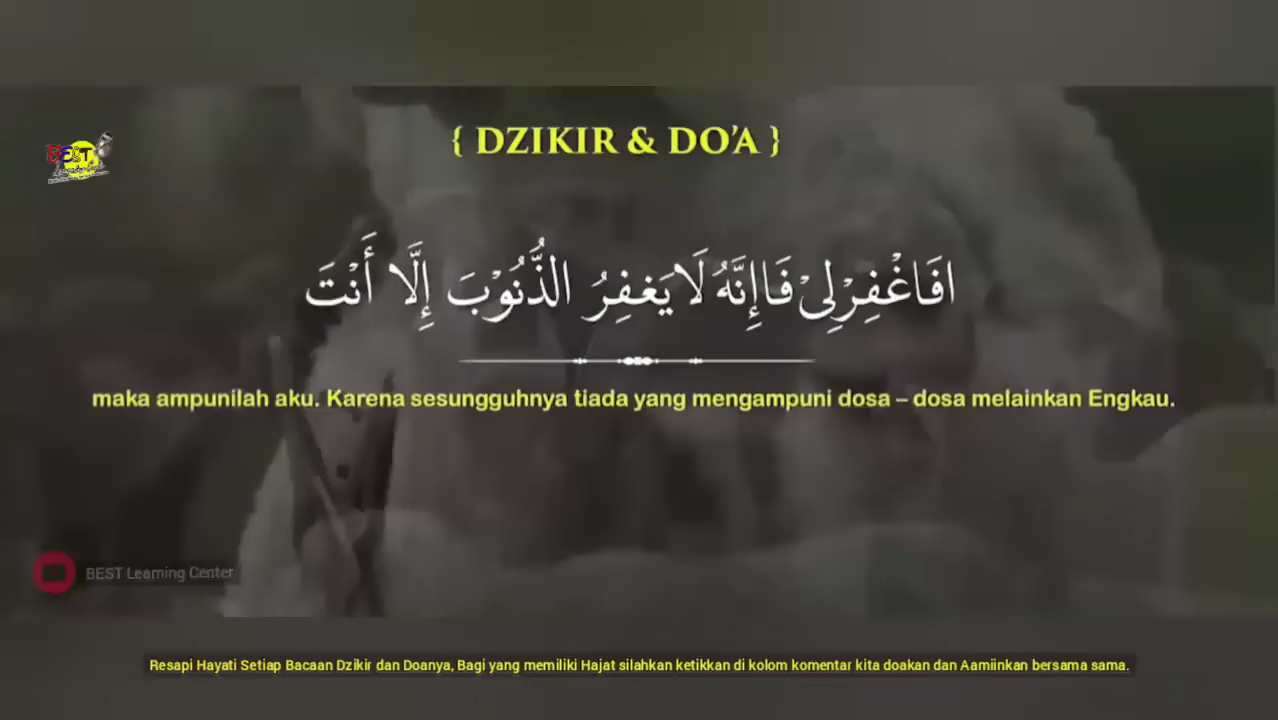 { DZIKIR & DO’A }
BEST
افَاغْفِرْلِىْ فَاإِنَّهُ لَا يَغفِرُ الذُّنُوْبَ إِلَّا أَنْتَ
maka ampunilah aku. Karena sesungguhnya tiada yang mengampuni dosa – dosa melainkan Engkau.
BEST Learning Center
Resapi Hayati Setiap Bacaan Dzikir dan Doanya, Bagi yang memiliki Hajat silahkan ketikkan di kolom komentar kita doakan dan Aamiinkan bersama sama.